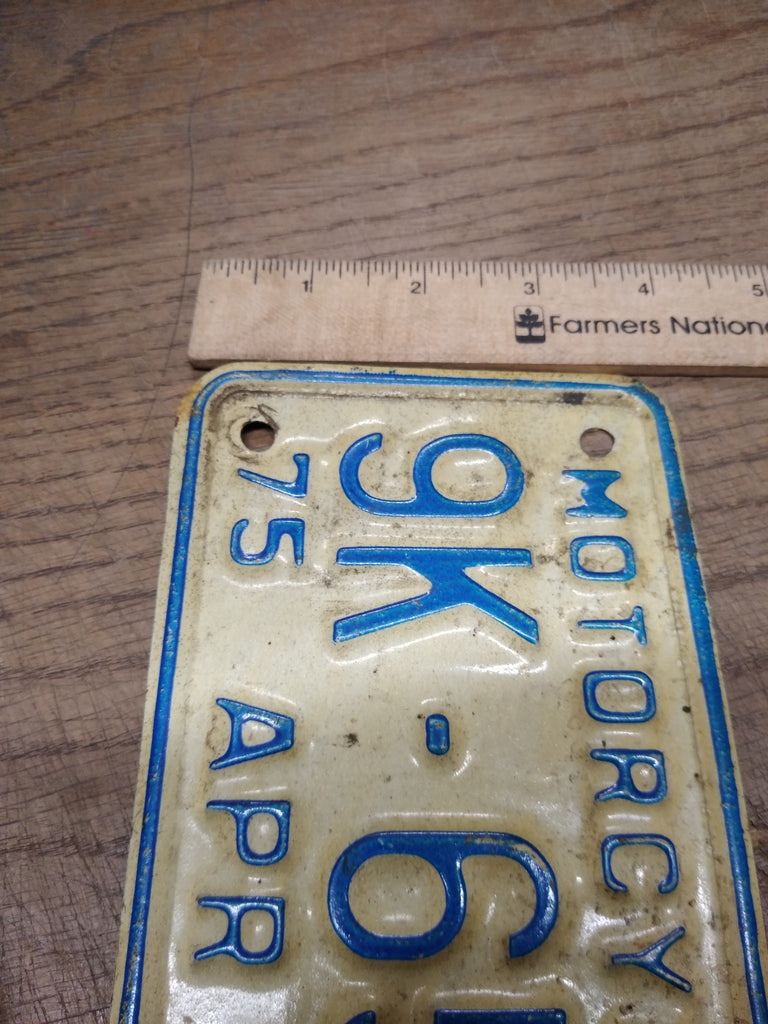 1 2 3 4 5
Farmers Nationa
MOTORCY
9K-6
75 APR